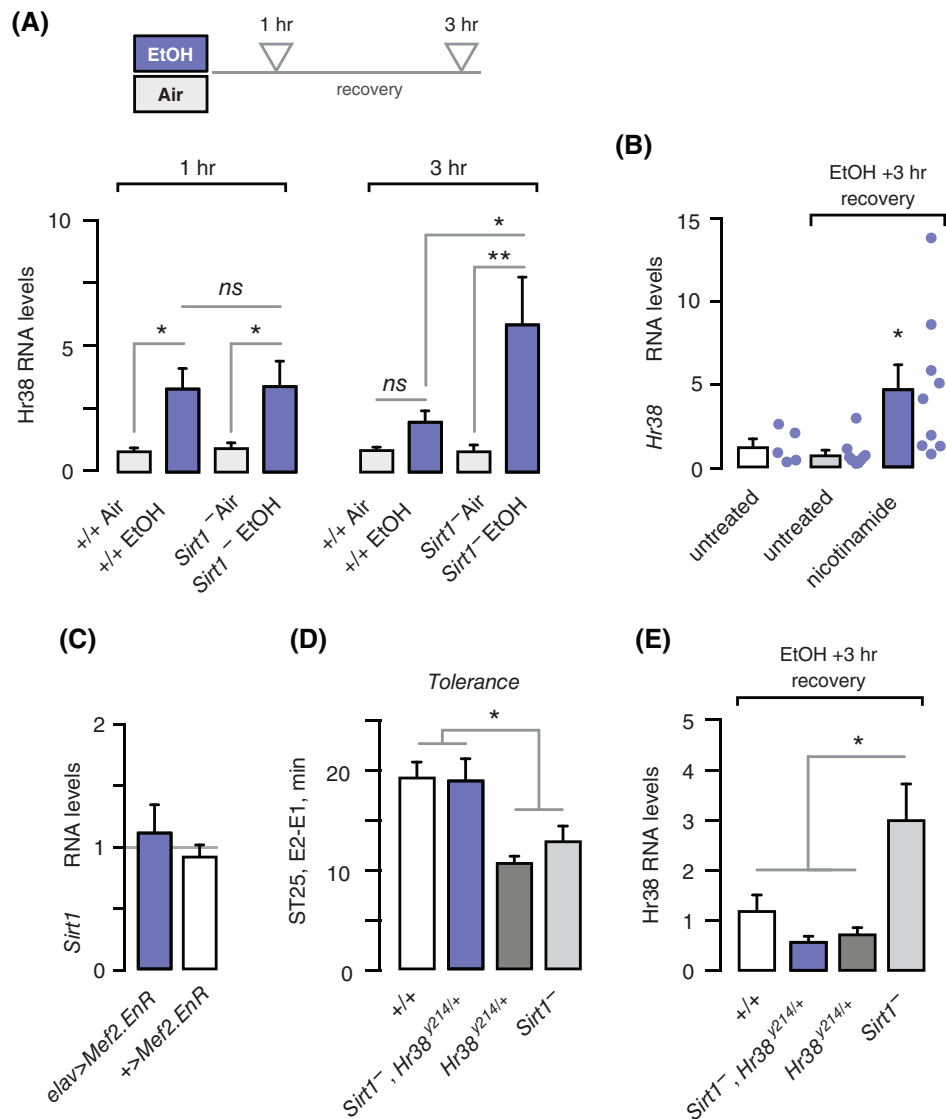 (A)
1 hr
3 hr
EtOH
Air
recovery
1 hr
3 hr
Hr38 RNA levels
10
5
0
*
ns
*
ns
*
**
+/+ Air
+/+ EtOH
Sirt1⁻ Air
Sirt1⁻ EtOH
+/+ Air
+/+ EtOH
Sirt1⁻ Air
Sirt1⁻ EtOH
(B)
EtOH +3 hr
recovery
Hr38 RNA levels
15
10
5
0
*
untreated
untreated
nicotinamide
(C)
Sirt1 RNA levels
2
1
0
elav>Mef2.EnR
+>Mef2.EnR
(D)
Tolerance
*
ST25, E2-E1, min
20
10
0
+/+
Sirt1⁻, Hr38^y214/+
Hr38^y214/+
Sirt1⁻
(E)
EtOH +3 hr
recovery
Hr38 RNA levels
5
4
3
2
1
0
*
+/+
Sirt1⁻, Hr38^y214/+
Hr38^y214/+
Sirt1⁻